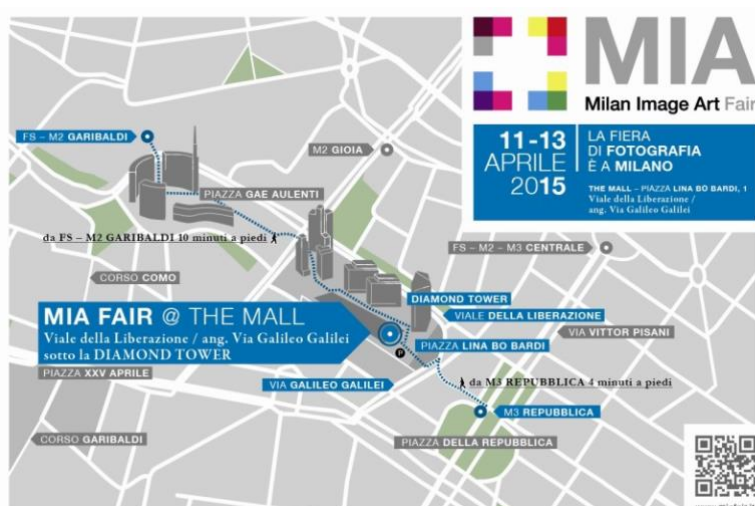 MIA
Milan Image Art Fair
11-13
APRILE
2015
LA FIERA
DI FOTOGRAFIA
È A MILANO
THE MALL – PIAZZA LINA BO BARDI, 1
Viale della Liberazione /
ang. Via Galileo Galilei
FS – M2 GARIBALDI
M2 GIOIA
PIAZZA GAE AULENTI
da FS – M2 GARIBALDI 10 minuti a piedi
FS – M2 – M3 CENTRALE
CORSO COMO
DIAMOND TOWER
MIA FAIR @ THE MALL
Viale della Liberazione / ang. Via Galileo Galilei
sotto la DIAMOND TOWER
VIALE DELLA LIBERAZIONE
VIA VITTOR PISANI
PIAZZA LINA BO BARDI
P
PIAZZA XXV APRILE
VIA GALILEO GALILEI
da M3 REPUBBLICA 4 minuti a piedi
M3 REPUBBLICA
CORSO GARIBALDI
PIAZZA DELLA REPUBBLICA